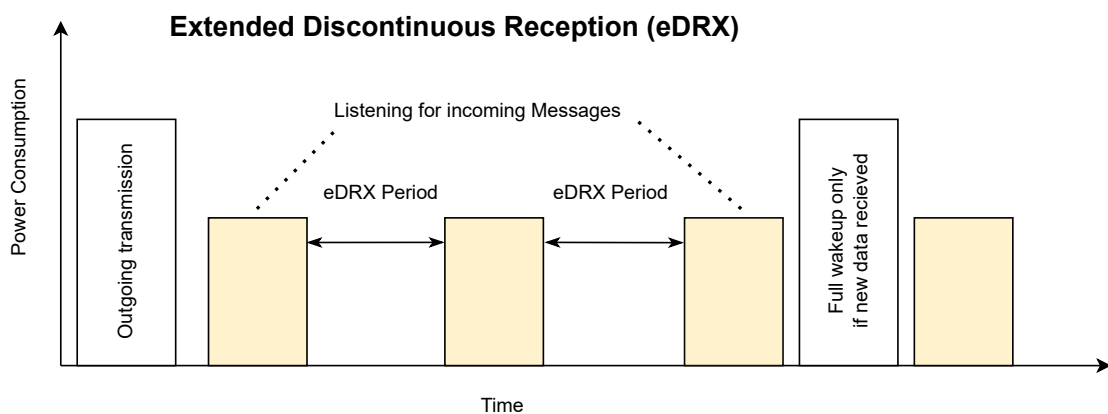 Extended Discontinuous Reception (eDRX)
Power Consumption
Listening for incoming Messages
Outgoing transmission
eDRX Period
eDRX Period
Full wakeup only
if new data recieved
Time